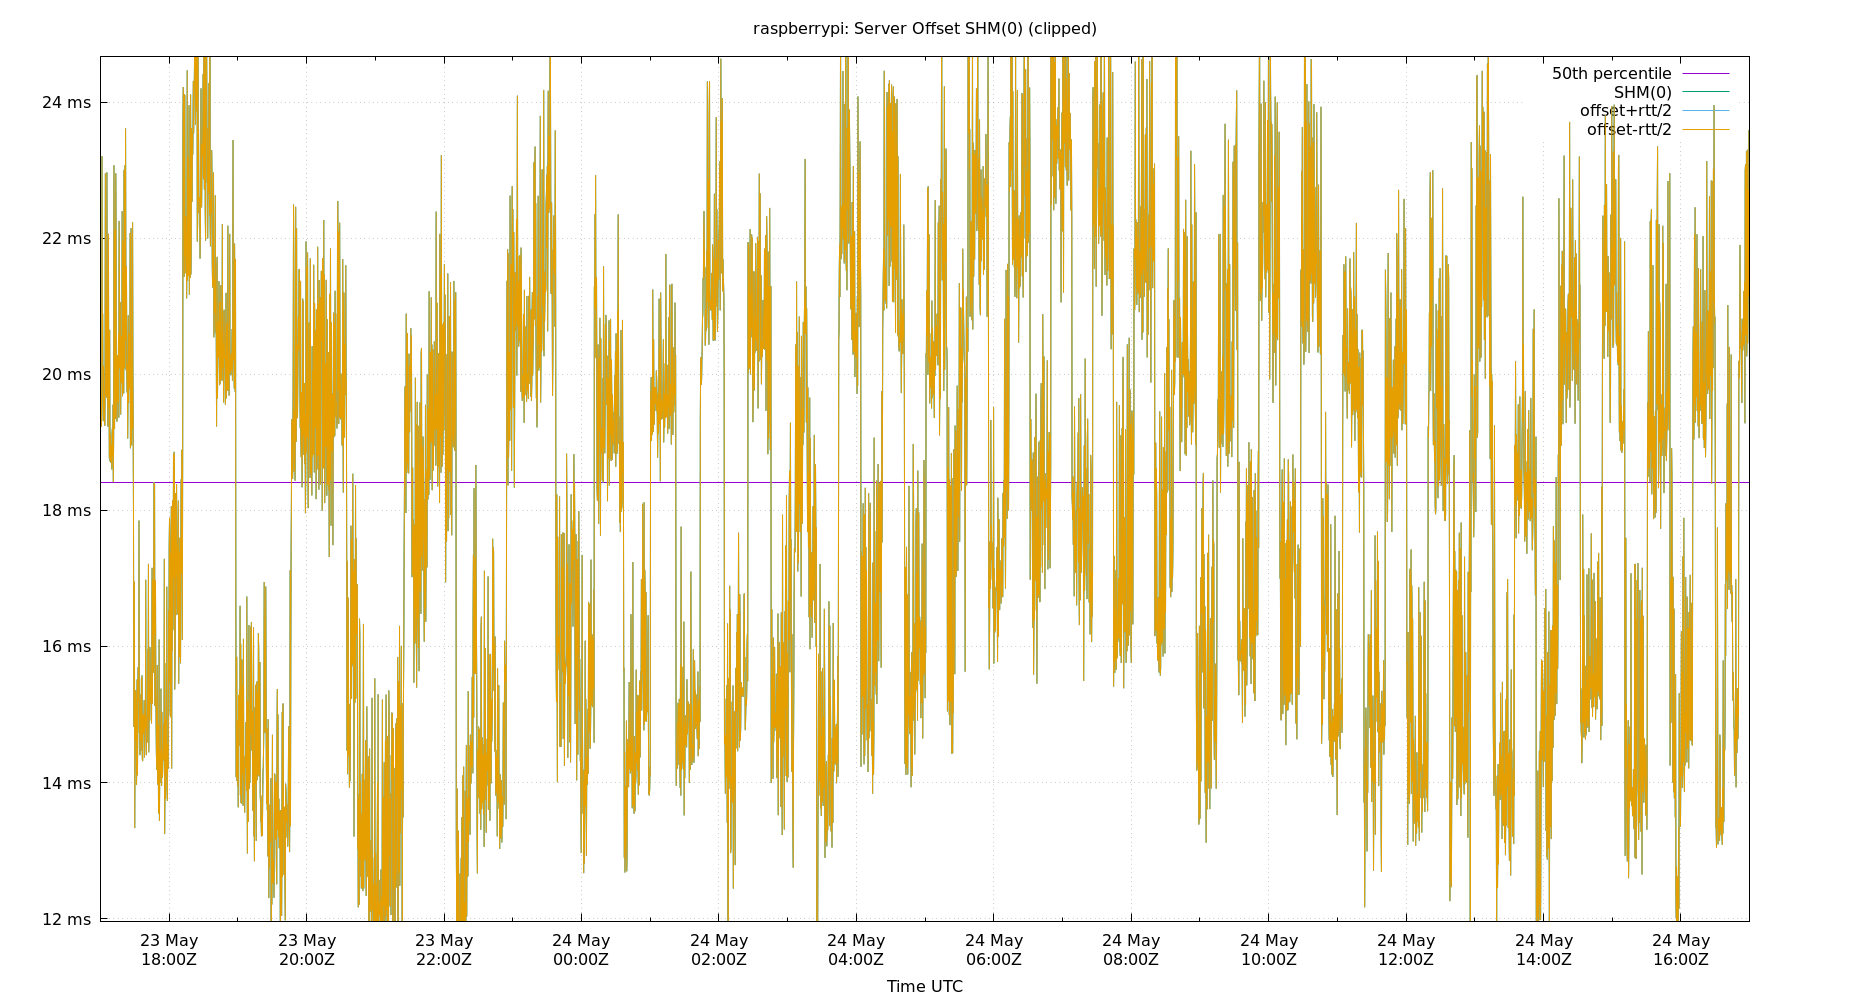 raspberrypi: Server Offset SHM(0) (clipped)
50th percentile
SHM(0)
offset+rtt/2
offset-rtt/2
24 ms
22 ms
20 ms
18 ms
16 ms
14 ms
12 ms
23 May 23 May 23 May 24 May 24 May 24 May 24 May 24 May 24 May 24 May 24 May 24 May
18:00Z 20:00Z 22:00Z 00:00Z 02:00Z 04:00Z 06:00Z 08:00Z 10:00Z 12:00Z 14:00Z 16:00Z
Time UTC